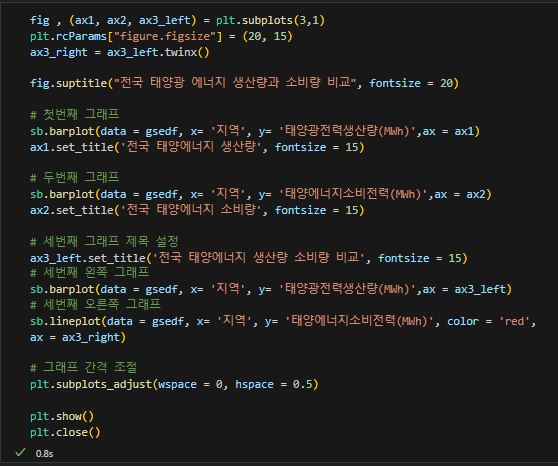 fig , (ax1, ax2, ax3_left) = plt.subplots(3,1)
plt.rcParams["figure.figsize"] = (20, 15)
ax3_right = ax3_left.twinx()
fig.suptitle("전국 태양광 에너지 생산량과 소비량 비교", fontsize = 20)
# 첫번째 그래프
sb.barplot(data = gsedf, x= '지역', y= '태양광전력생산량(MWh)',ax = ax1)
ax1.set_title('전국 태양에너지 생산량', fontsize = 15)
# 두번째 그래프
sb.barplot(data = gsedf, x= '지역', y= '태양에너지소비전력(MWh)',ax = ax2)
ax2.set_title('전국 태양에너지 소비량', fontsize = 15)
# 세번째 그래프 제목 설정
ax3_left.set_title('전국 태양에너지 생산량 소비량 비교', fontsize = 15)
# 세번째 왼쪽 그래프
sb.barplot(data = gsedf, x= '지역', y= '태양광전력생산량(MWh)',ax = ax3_left)
# 세번째 오른쪽 그래프
sb.lineplot(data = gsedf, x= '지역', y= '태양에너지소비전력(MWh)', color = 'red',
ax = ax3_right)
# 그래프 간격 조절
plt.subplots_adjust(wspace = 0, hspace = 0.5)
plt.show()
plt.close()
0.8s